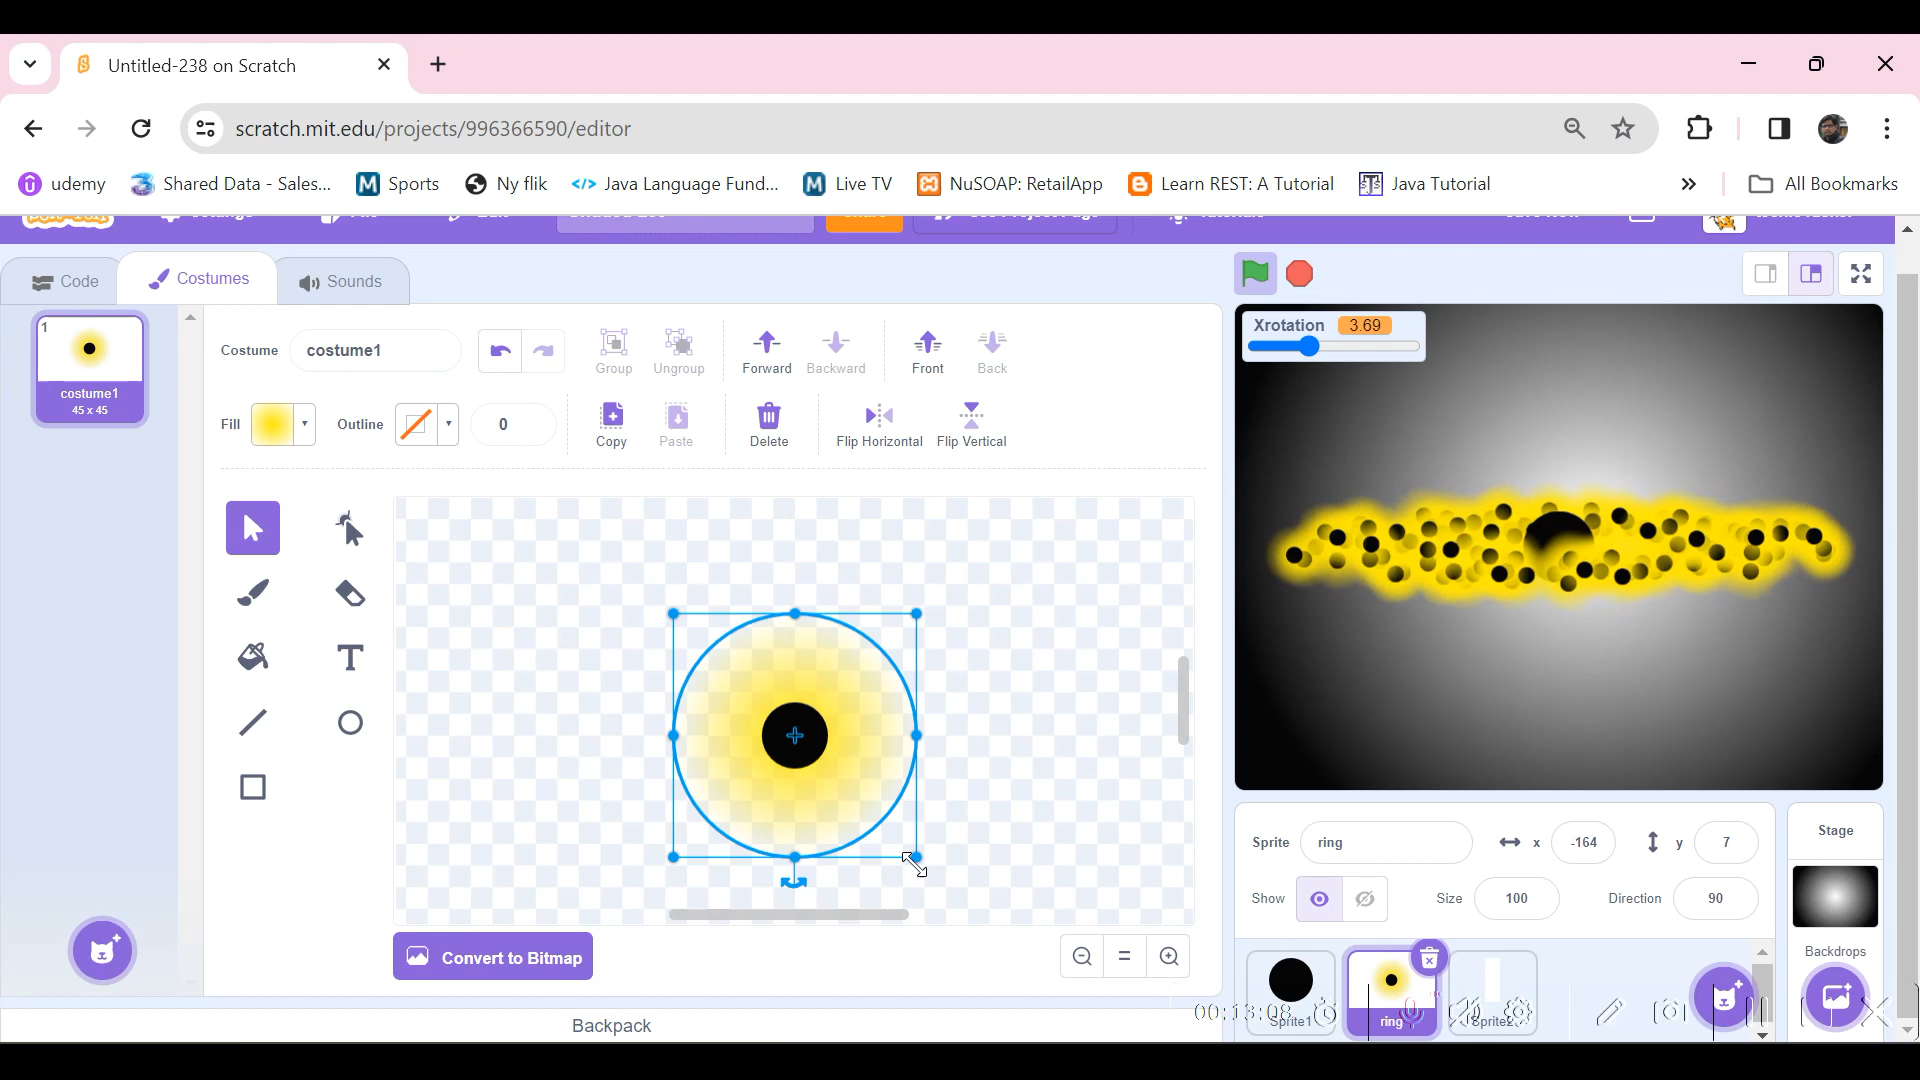 Untitled-238 on Scratch
scratch.mit.edu/projects/996366590/editor
udemy Shared Data - Sales... Sports Ny flik Java Language Fund... Live TV NuSOAP: RetailApp Learn REST: A Tutorial Java Tutorial All Bookmarks
Code Costumes Sounds
1
costume1
45 x 45
Costume costume1 Group Ungroup Forward Backward Front Back
Fill Outline 0 Copy Paste Delete Flip Horizontal Flip Vertical
Convert to Bitmap
Backpack
Xrotation 3.69
Sprite ring x -164 y 7
Show Size 100 Direction 90
Stage
Backdrops
Sprite1 ring
00:13:08